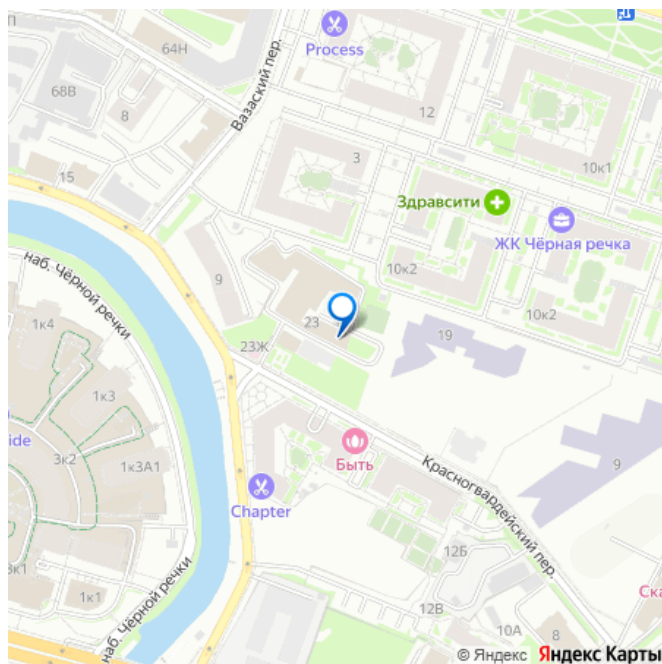 64Н
Process
Вазаский пер.
68В
8
12
3
10к1
15
Здравсити
ЖК Чёрная речка
наб. Чёрной речки
9
10к2
10к2
1к4
23
19
23Ж
1к3
ide
3к2
1к3А1
Быть
Красногвардейский пер.
9
Chapter
12Б
1к1
наб. Чёрной речки
12В
10А
8
Ска
© Яндекс Яндекс Карты